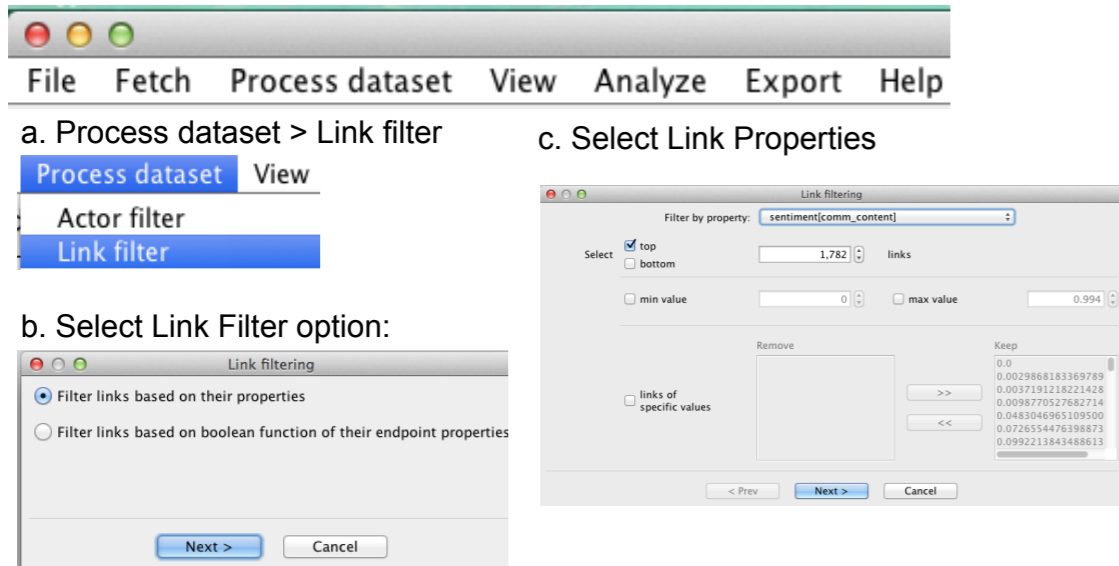 File Fetch Process dataset View Analyze Export Help
a. Process dataset > Link filter
Process dataset View
Actor filter
Link filter
b. Select Link Filter option:
Link filtering
Filter links based on their properties
Filter links based on boolean function of their endpoint properties
Next > Cancel
c. Select Link Properties
Link filtering
Filter by property: sentiment[comm_content]
Select top 1,782 links
bottom
min value 0 max value 0.994
Remove Keep
links of specific values
>>
<<
0.0
0.0029868183369789
0.0037191218221428
0.0098770527682714
0.0483046965109500
0.0726554476398873
0.0992213843488613
< Prev Next > Cancel